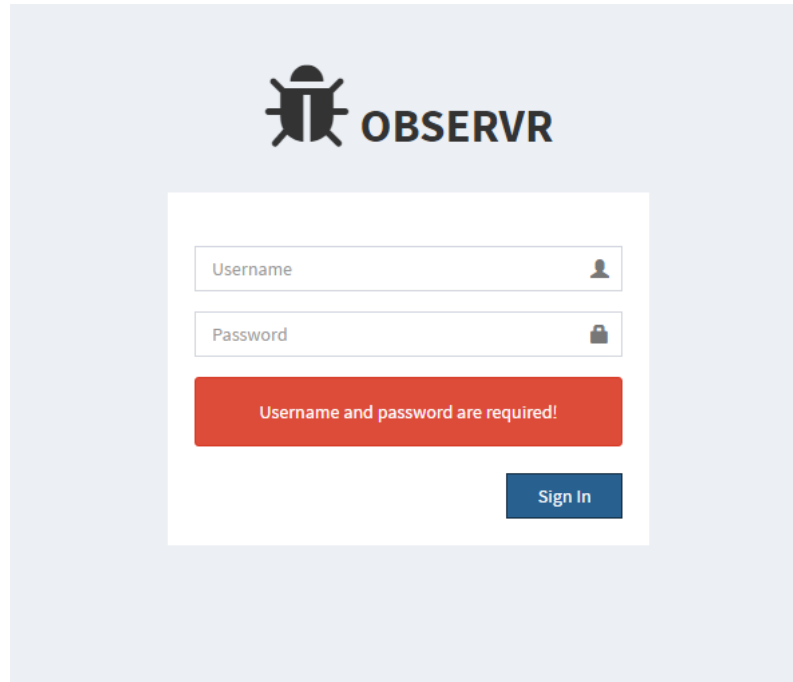 OBSERVR
Username
Password
Username and password are required!
Sign In